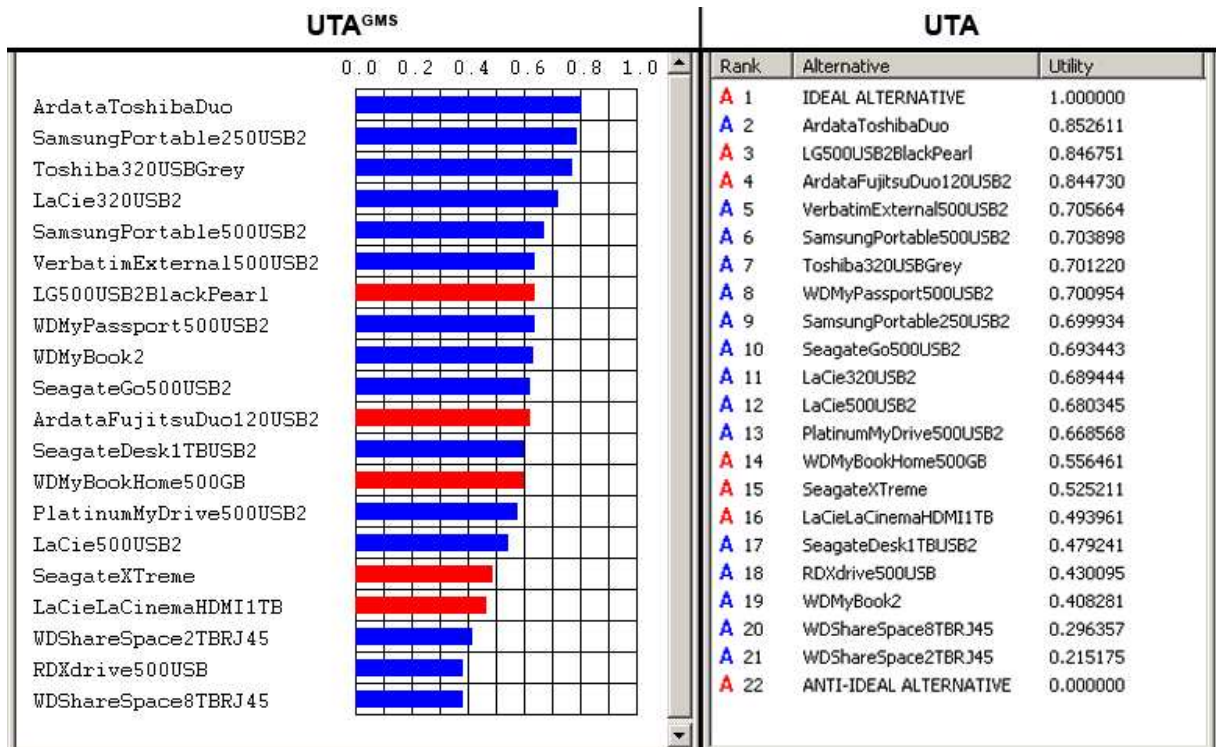 UTAGMS
0.0 0.2 0.4 0.6 0.8 1.0
ArdataToshibaDuo
SamsungPortable250USB2
Toshiba320USBGrey
LaCie320USB2
SamsungPortable500USB2
VerbatimExternal500USB2
LG500USB2BlackPearl
WDMyPassport500USB2
WDMyBook2
SeagateGo500USB2
ArdataFujitsuDuo120USB2
SeagateDesk1TBUSB2
WDMyBookHome500GB
PlatinumMyDrive500USB2
LaCie500USB2
SeagateXTreme
LaCieLaCinemaHDMI1TB
WDShareSpace2TBRJ45
RDXdrive500USB
WDShareSpace8TBRJ45
UTA
Rank Alternative Utility
A 1 IDEAL ALTERNATIVE 1.000000
A 2 ArdataToshibaDuo 0.852611
A 3 LG500USB2BlackPearl 0.846751
A 4 ArdataFujitsuDuo120USB2 0.844730
A 5 VerbatimExternal500USB2 0.705664
A 6 SamsungPortable500USB2 0.703898
A 7 Toshiba320USBGrey 0.701220
A 8 WDMyPassport500USB2 0.700954
A 9 SamsungPortable250USB2 0.699934
A 10 SeagateGo500USB2 0.693443
A 11 LaCie320USB2 0.689444
A 12 LaCie500USB2 0.680345
A 13 PlatinumMyDrive500USB2 0.668568
A 14 WDMyBookHome500GB 0.556461
A 15 SeagateXTreme 0.525211
A 16 LaCieLaCinemaHDMI1TB 0.493961
A 17 SeagateDesk1TBUSB2 0.479241
A 18 RDXdrive500USB 0.430095
A 19 WDMyBook2 0.408281
A 20 WDShareSpace8TBRJ45 0.296357
A 21 WDShareSpace2TBRJ45 0.215175
A 22 ANTI-IDEAL ALTERNATIVE 0.000000